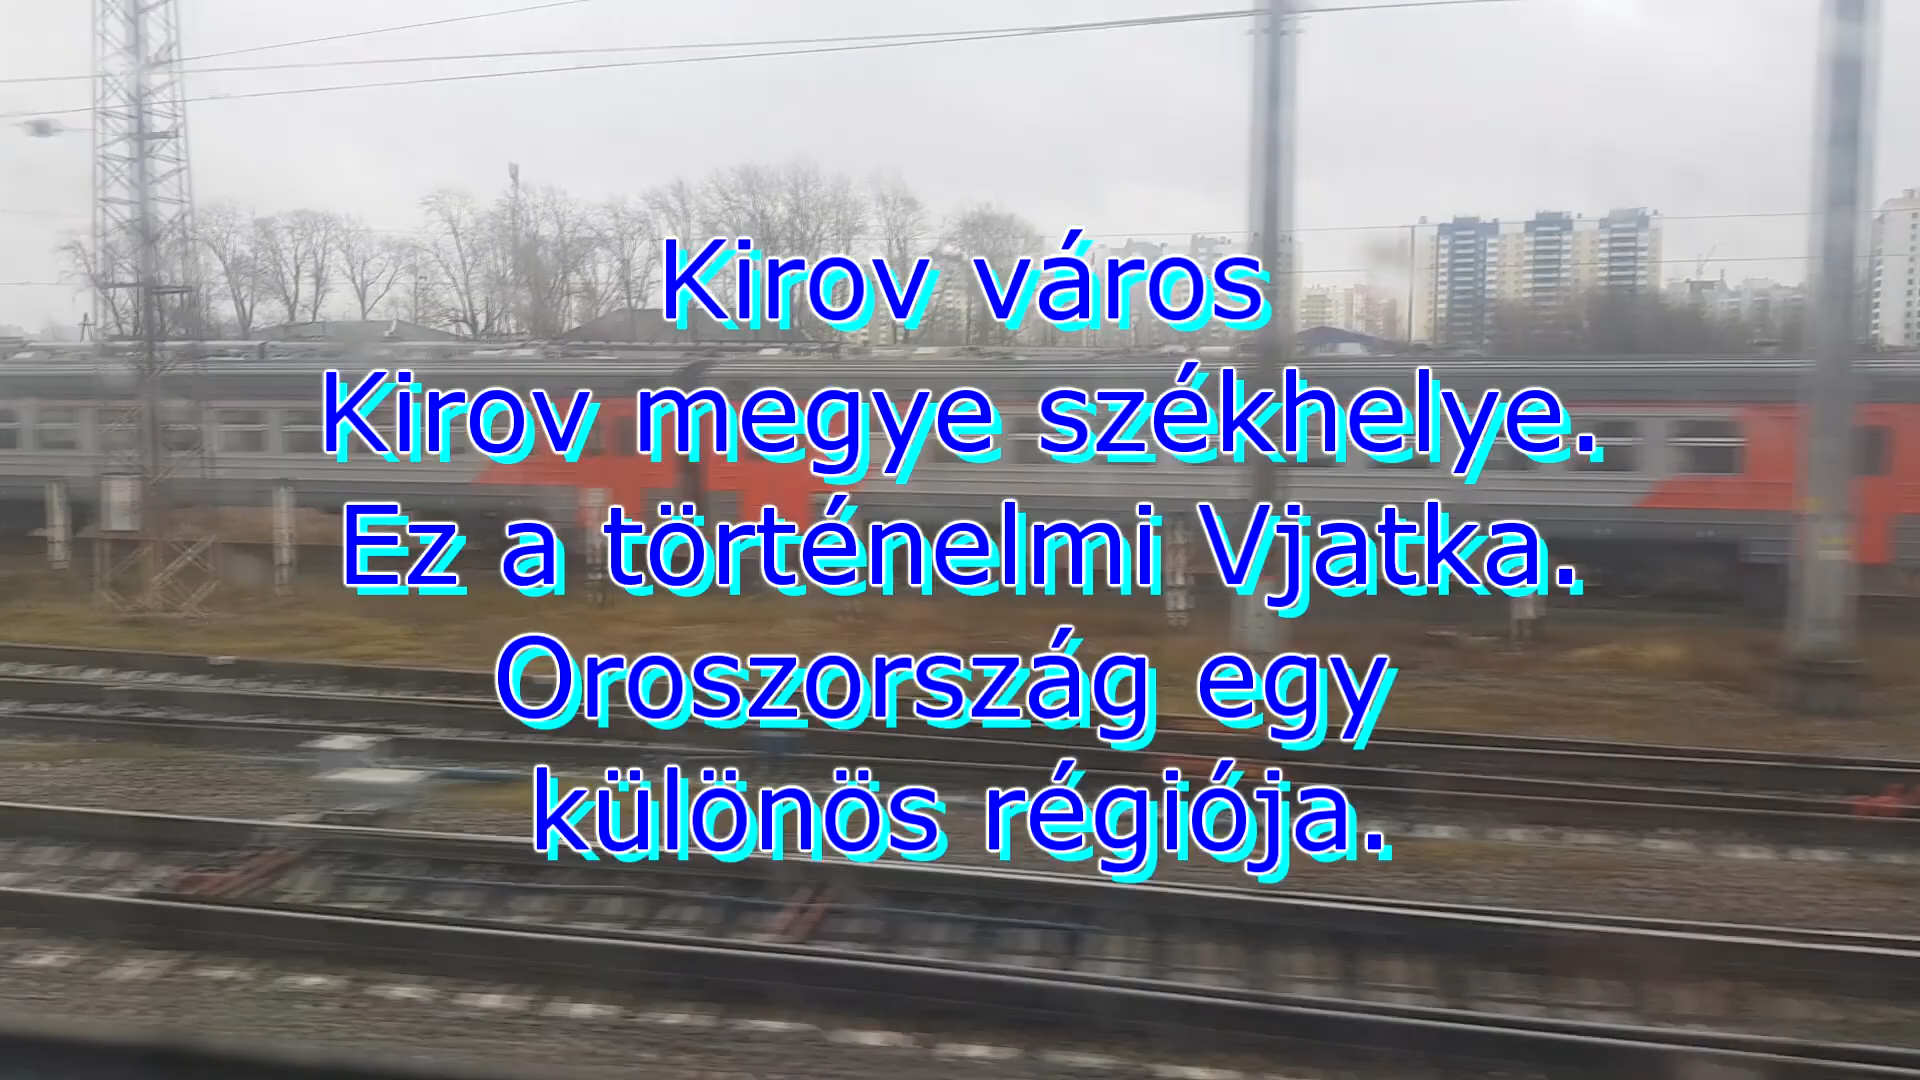 Kirov város
Kirov megye székhelye.
Ez a történelmi Vjatka.
Oroszország egy
különös régiója.